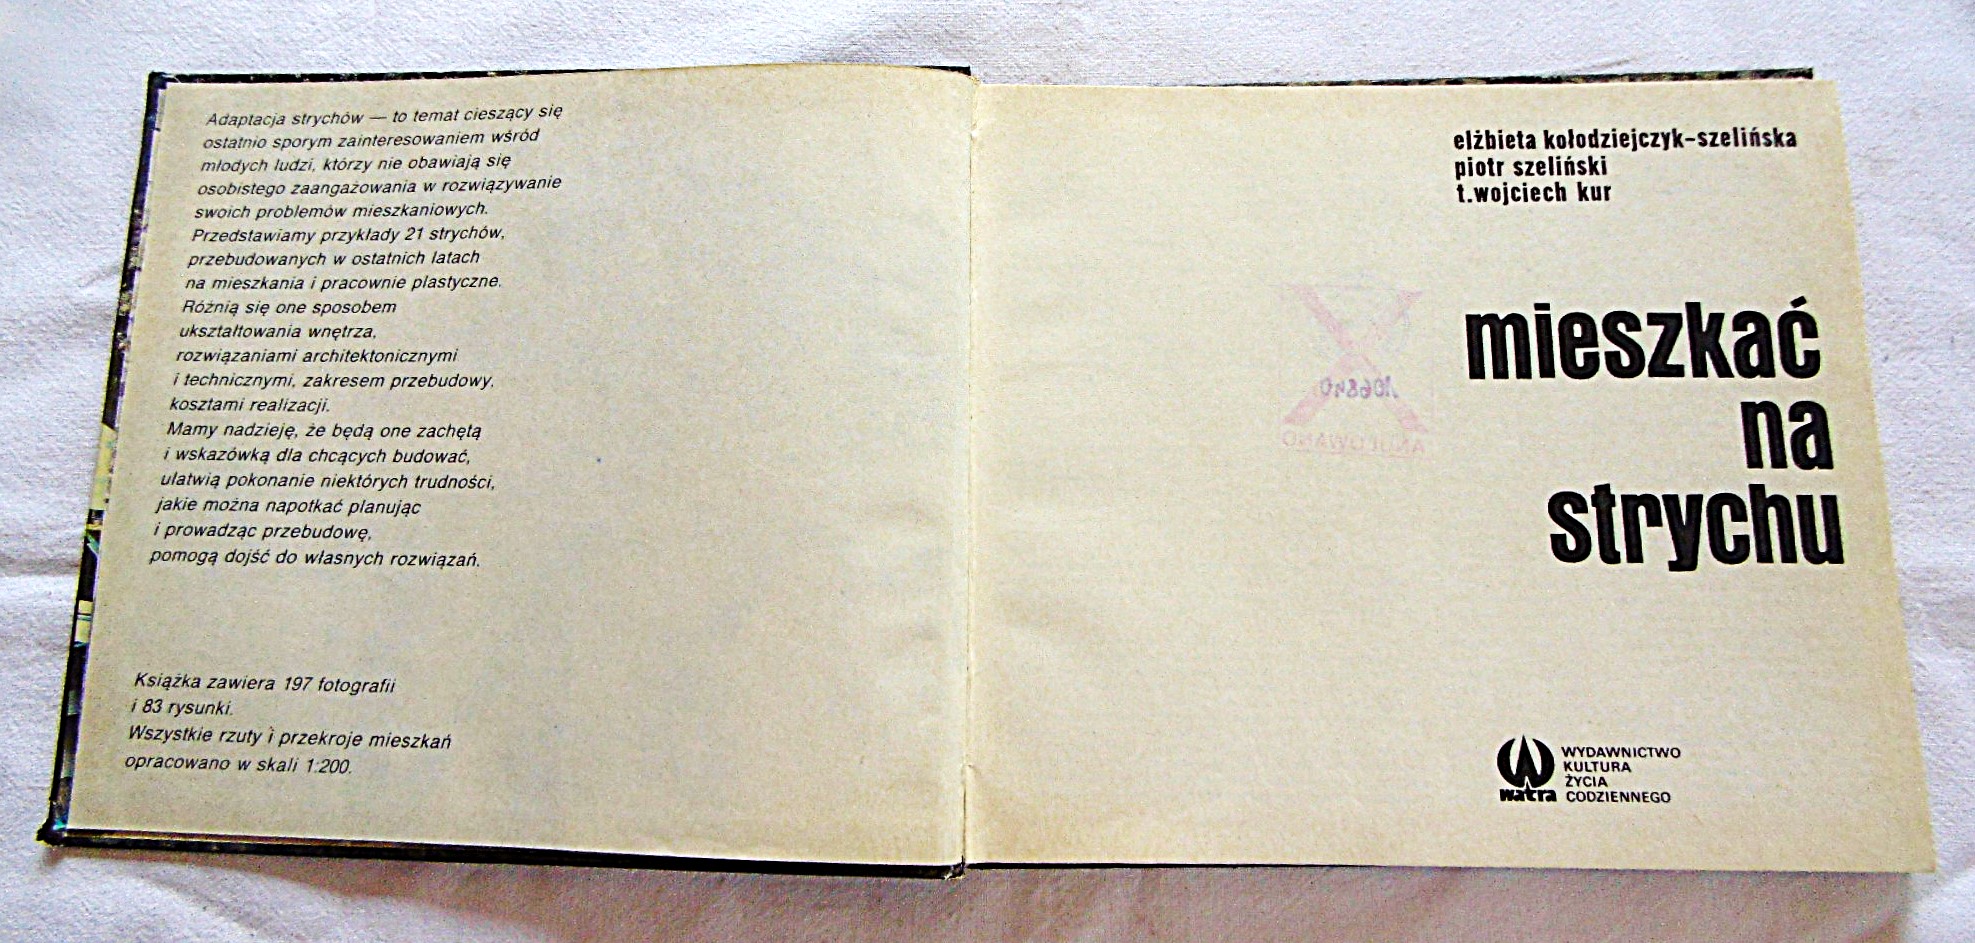 Adaptacja strychów — to temat cieszący się
ostatnio sporym zainteresowaniem wśród
młodych ludzi, którzy nie obawiają się
osobistego zaangażowania w rozwiązywanie
swoich problemów mieszkaniowych.
Przedstawiamy przykłady 21 strychów,
przebudowanych w ostatnich latach
na mieszkania i pracownie plastyczne.
Różnią się one sposobem
ukształtowania wnętrza,
rozwiązaniami architektonicznymi
i technicznymi, zakresem przebudowy,
kosztami realizacji.
Mamy nadzieję, że będą one zachętą
i wskazówką dla chcących budować,
ułatwią pokonanie niektórych trudności,
jakie można napotkać planując
i prowadząc przebudowę,
pomogą dojść do własnych rozwiązań.
Książka zawiera 197 fotografii
i 83 rysunki.
Wszystkie rzuty i przekroje mieszkań
opracowano w skali 1:200.
elżbieta kołodziejczyk-szelińska
piotr szeliński
t.wojciech kur
mieszkać
na
strychu
106840
ANULOWANO
watra
WYDAWNICTWO
KULTURA
ŻYCIA
CODZIENNEGO